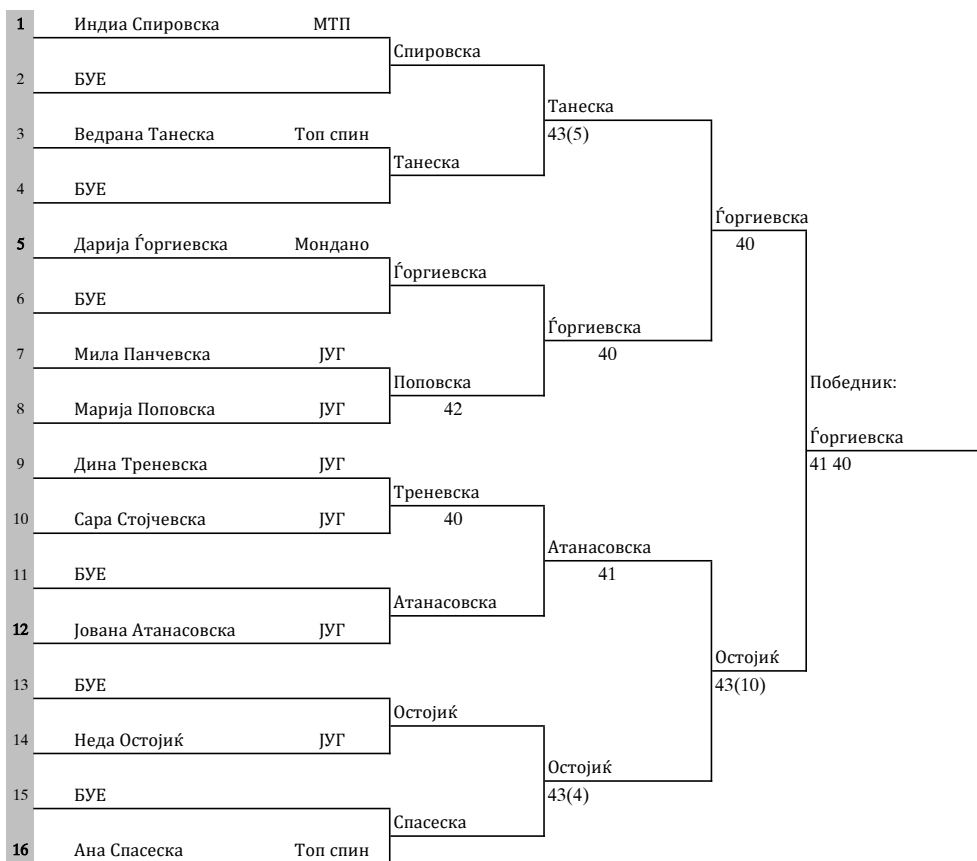 1 Индиа Спировска МТП
Спировска
2 БУЕ
Танеска
3 Ведрана Танеска Топ спин 43(5)
Танеска
4 БУЕ
Ѓоргиевска
5 Дарија Ѓоргиевска Мондано 40
Ѓоргиевска
6 БУЕ
Ѓоргиевска
7 Мила Панчевска ЈУГ 40
Поповска Победник:
8 Марија Поповска ЈУГ 42
Ѓоргиевска
9 Дина Треневска ЈУГ 41 40
Треневска
10 Сара Стојчевска ЈУГ 40
Атанасовска
11 БУЕ 41
Атанасовска
12 Јована Атанасовска ЈУГ
Остојиќ
13 БУЕ 43(10)
Остојиќ
14 Неда Остојиќ ЈУГ
Остојиќ
15 БУЕ 43(4)
Спасеска
16 Ана Спасеска Топ спин